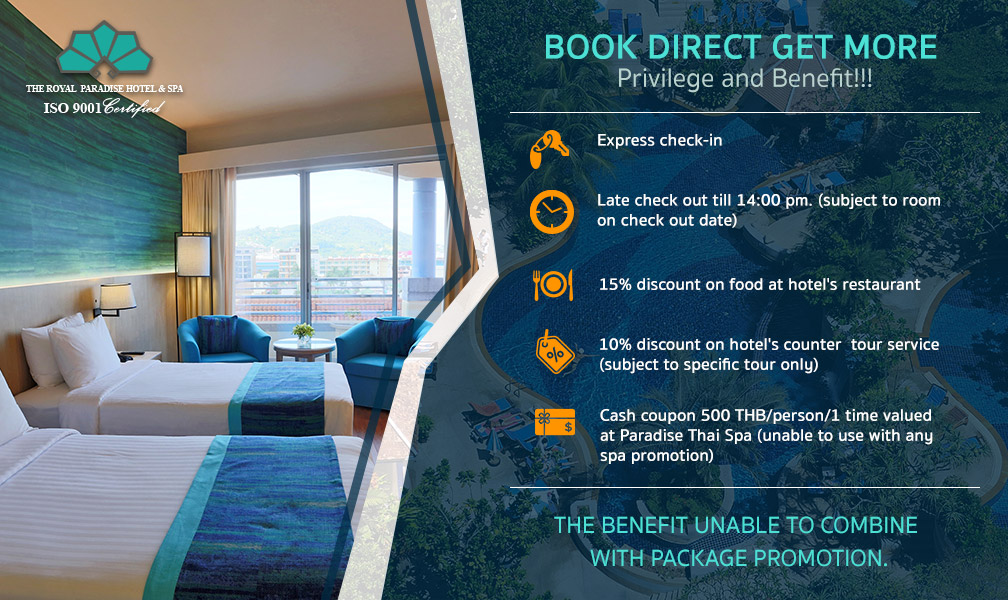 THE ROYAL PARADISE HOTEL & SPA
ISO 9001 Certified
BOOK DIRECT GET MORE
Privilege and Benefit!!!
Express check-in
Late check out till 14:00 pm. (subject to room
on check out date)
15% discount on food at hotel's restaurant
%
10% discount on hotel's counter tour service
(subject to specific tour only)
$
Cash coupon 500 THB/person/1 time valued
at Paradise Thai Spa (unable to use with any
spa promotion)
THE BENEFIT UNABLE TO COMBINE
WITH PACKAGE PROMOTION.